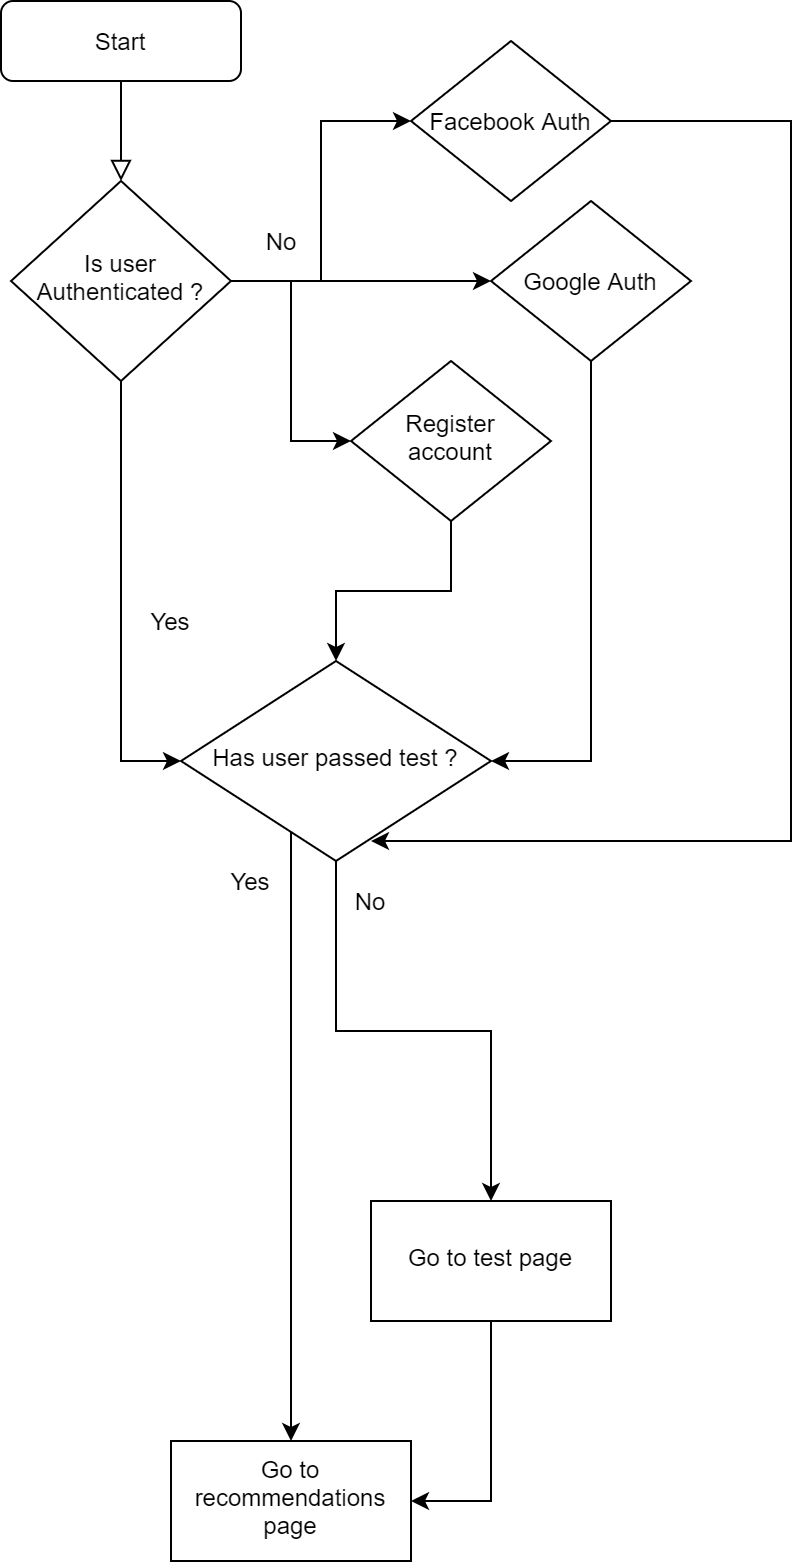 Start
Facebook Auth
No
Is user
Authenticated ?
Google Auth
Register
account
Yes
Has user passed test ?
Yes
No
Go to test page
Go to
recommendations
page